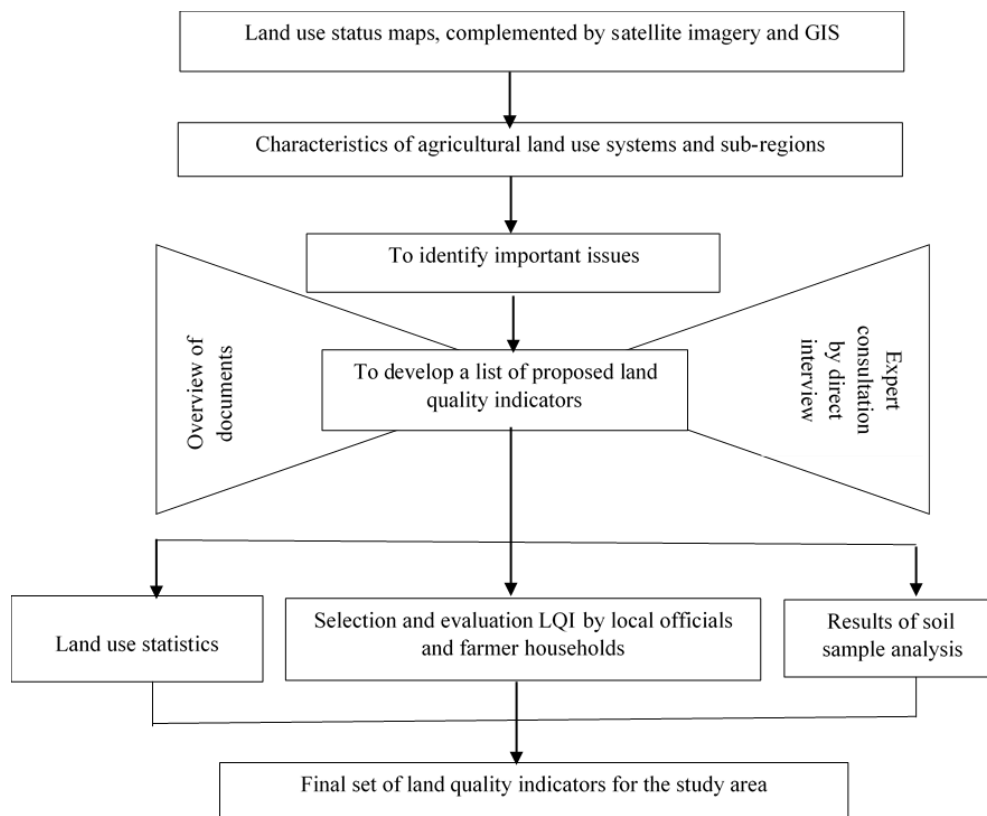 Land use status maps, complemented by satellite imagery and GIS
Characteristics of agricultural land use systems and sub-regions
To identify important issues
Overview of
documents
To develop a list of proposed land
quality indicators
Expert
consultation
by direct
interview
Land use statistics
Selection and evaluation LQI by local officials
and farmer households
Results of soil
sample analysis
Final set of land quality indicators for the study area